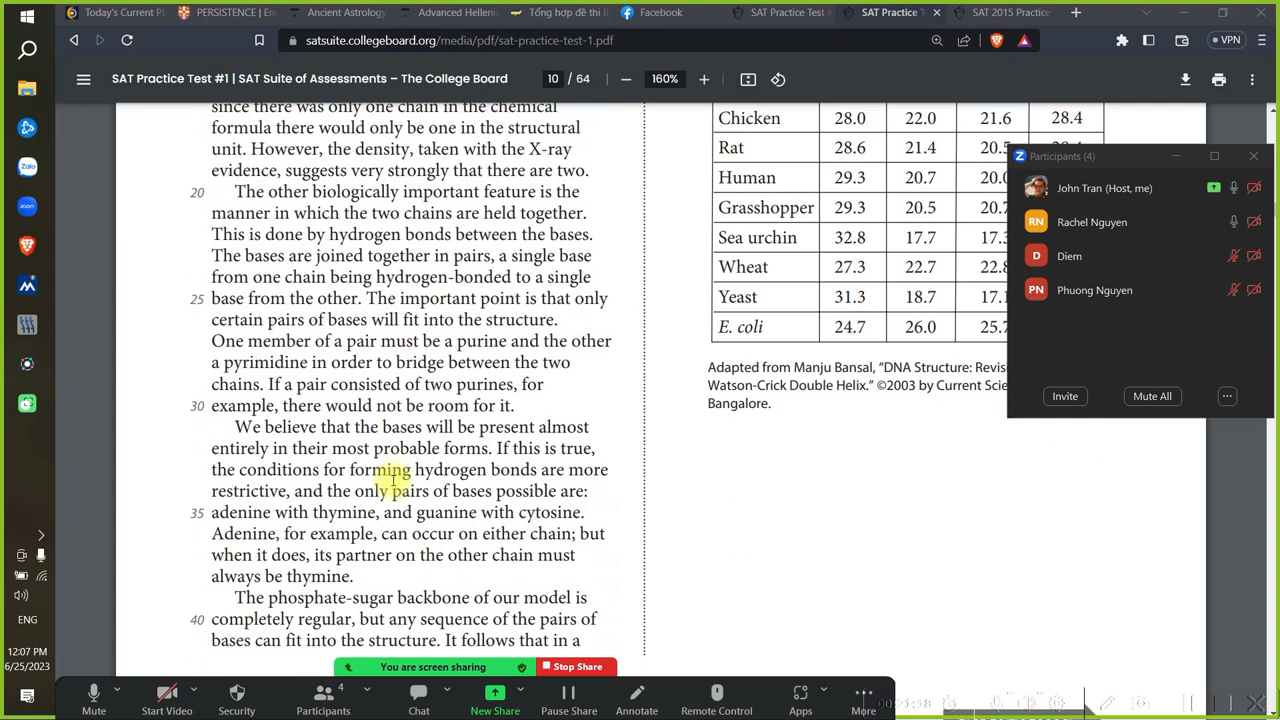 Today's Current Pl
PERSISTENCE | En
Ancient Astrology
Advanced Hellenis
Tổng hợp đề thi I
Facebook
SAT Practice Test
SAT Practice T
SAT 2015 Practice
satsuite.collegeboard.org/media/pdf/sat-practice-test-1.pdf
VPN
SAT Practice Test #1 | SAT Suite of Assessments – The College Board
10 / 64
160%
since there was only one chain in the chemical
formula there would only be one in the structural
unit. However, the density, taken with the X-ray
evidence, suggests very strongly that there are two.
20 The other biologically important feature is the
manner in which the two chains are held together.
This is done by hydrogen bonds between the bases.
The bases are joined together in pairs, a single base
from one chain being hydrogen-bonded to a single
25 base from the other. The important point is that only
certain pairs of bases will fit into the structure.
One member of a pair must be a purine and the other
a pyrimidine in order to bridge between the two
chains. If a pair consisted of two purines, for
30 example, there would not be room for it.
We believe that the bases will be present almost
entirely in their most probable forms. If this is true,
the conditions for forming hydrogen bonds are more
restrictive, and the only pairs of bases possible are:
35 adenine with thymine, and guanine with cytosine.
Adenine, for example, can occur on either chain; but
when it does, its partner on the other chain must
always be thymine.
The phosphate-sugar backbone of our model is
40 completely regular, but any sequence of the pairs of
bases can fit into the structure. It follows that in a
Chicken 28.0 22.0 21.6 28.4
Rat 28.6 21.4 20.5
Human 29.3 20.7 20.0
Grasshopper 29.3 20.5 20.7
Sea urchin 32.8 17.7 17.3
Wheat 27.3 22.7 22.8
Yeast 31.3 18.7 17.1
E. coli 24.7 26.0 25.7
Adapted from Manju Bansal, “DNA Structure: Revis
Watson-Crick Double Helix.” ©2003 by Current Scie
Bangalore.
Participants (4)
John Tran (Host, me)
RN Rachel Nguyen
D Diem
PN Phuong Nguyen
Invite
Mute All
ENG
12:07 PM
6/25/2023
You are screen sharing
Stop Share
Mute
Start Video
Security
4
Participants
Chat
New Share
Pause Share
Annotate
Remote Control
Apps
More